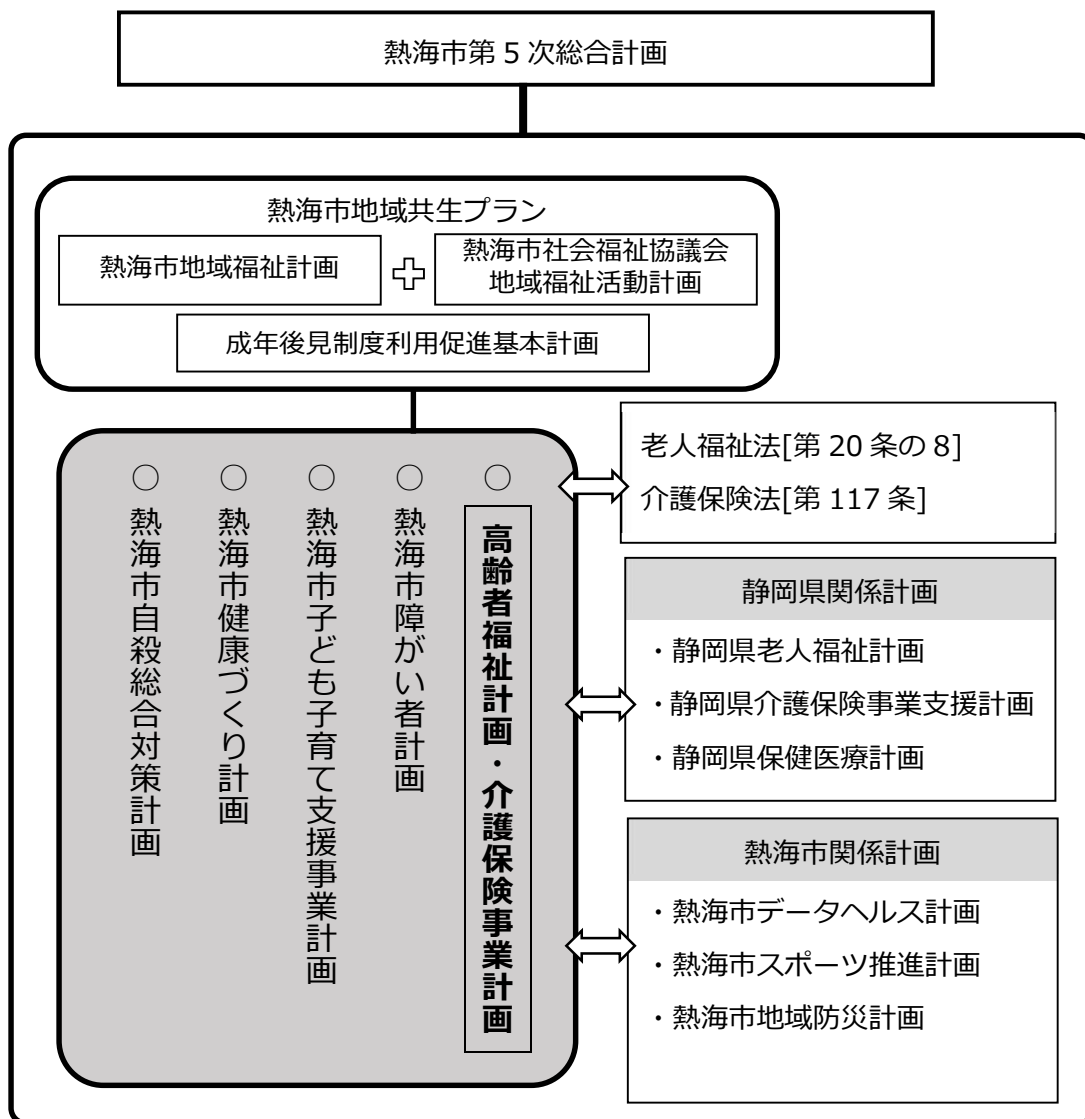 熱海市第５次総合計画
熱海市地域共生プラン
熱海市地域福祉計画
熱海市社会福祉協議会
地域福祉活動計画
成年後見制度利用促進基本計画
○高齢者福祉計画・介護保険事業計画
○熱海市障がい者計画
○熱海市子ども子育て支援事業計画
○熱海市健康づくり計画
○熱海市自殺総合対策計画
老人福祉法[第 20 条の 8]
介護保険法[第 117 条]
静岡県関係計画
・静岡県老人福祉計画
・静岡県介護保険事業支援計画
・静岡県保健医療計画
熱海市関係計画
・熱海市データヘルス計画
・熱海市スポーツ推進計画
・熱海市地域防災計画